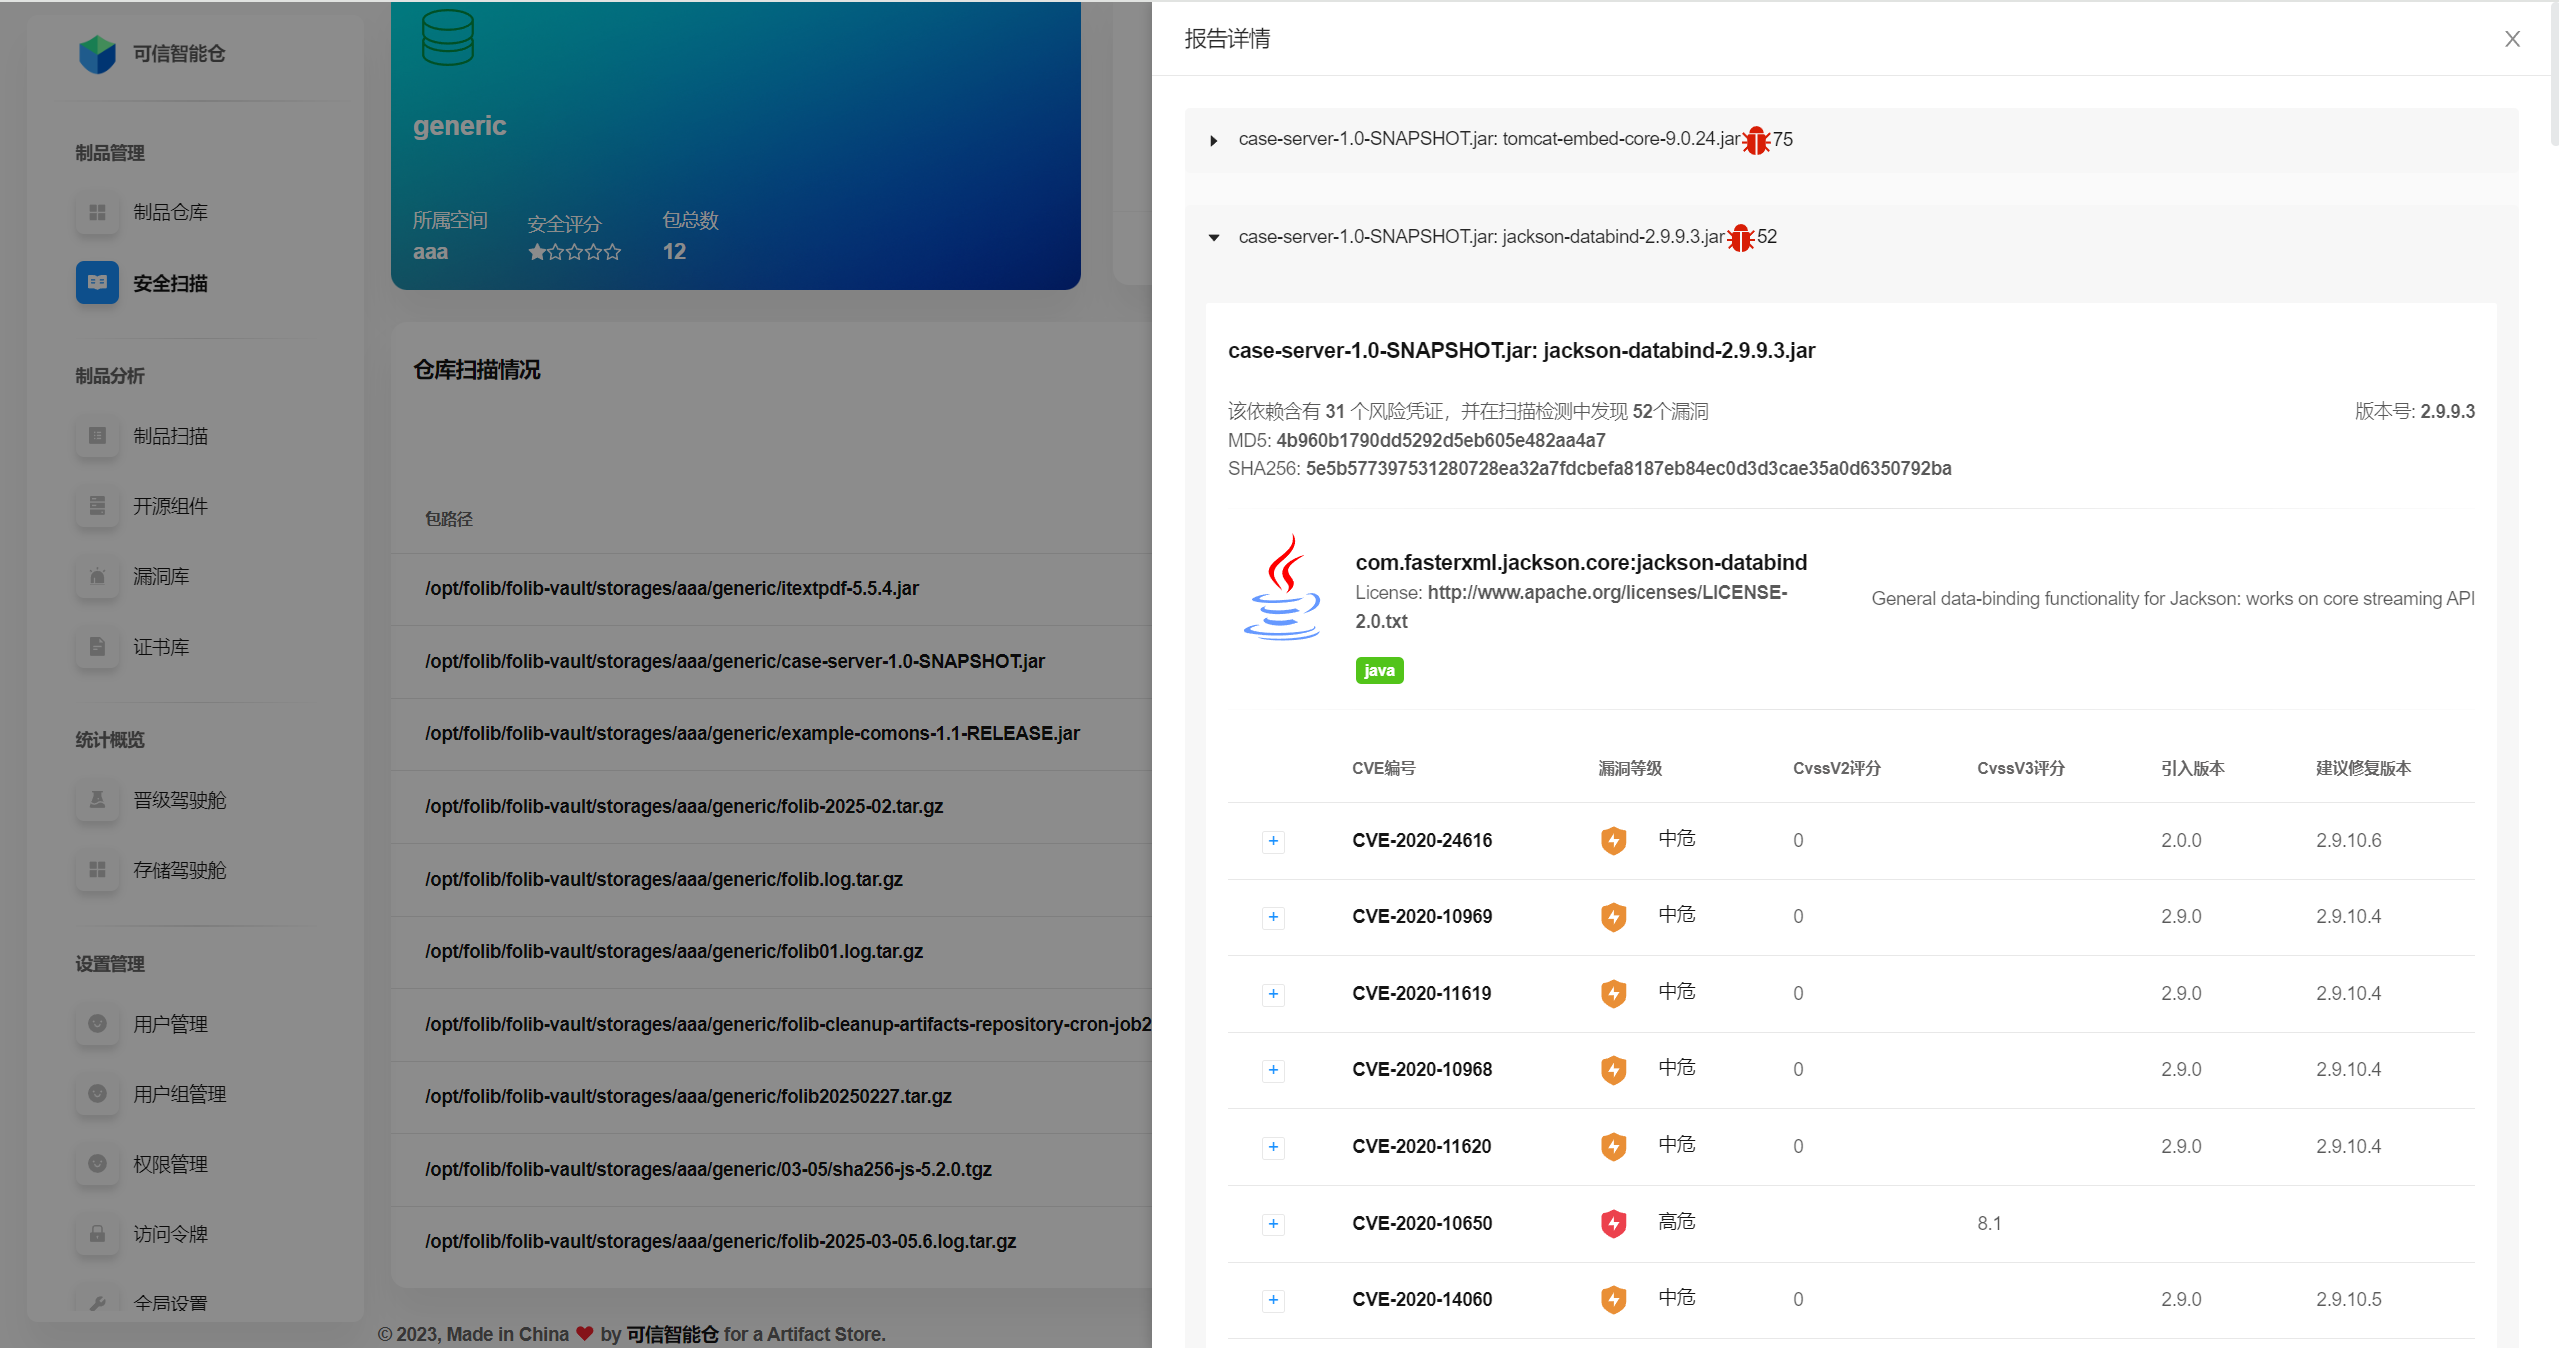 可信智能仓
制品管理
制品仓库
安全扫描
制品分析
制品扫描
开源组件
漏洞库
证书库
统计概览
晋级驾驶舱
存储驾驶舱
设置管理
用户管理
用户组管理
权限管理
访问令牌
全局设置
generic
所属空间 安全评分 包总数
aaa 12
仓库扫描情况
包路径
/opt/folib/folib-vault/storages/aaa/generic/itextpdf-5.5.4.jar
/opt/folib/folib-vault/storages/aaa/generic/case-server-1.0-SNAPSHOT.jar
/opt/folib/folib-vault/storages/aaa/generic/example-comons-1.1-RELEASE.jar
/opt/folib/folib-vault/storages/aaa/generic/folib-2025-02.tar.gz
/opt/folib/folib-vault/storages/aaa/generic/folib.log.tar.gz
/opt/folib/folib-vault/storages/aaa/generic/folib01.log.tar.gz
/opt/folib/folib-vault/storages/aaa/generic/folib-cleanup-artifacts-repository-cron-job2
/opt/folib/folib-vault/storages/aaa/generic/folib20250227.tar.gz
/opt/folib/folib-vault/storages/aaa/generic/03-05/sha256-js-5.2.0.tgz
/opt/folib/folib-vault/storages/aaa/generic/folib-2025-03-05.6.log.tar.gz
© 2023, Made in China ❤ by 可信智能仓 for a Artifact Store.
报告详情
case-server-1.0-SNAPSHOT.jar: tomcat-embed-core-9.0.24.jar 75
case-server-1.0-SNAPSHOT.jar: jackson-databind-2.9.9.3.jar 52
case-server-1.0-SNAPSHOT.jar: jackson-databind-2.9.9.3.jar
该依赖含有 31 个风险凭证，并在扫描检测中发现 52个漏洞 版本号: 2.9.9.3
MD5: 4b960b1790dd5292d5eb605e482aa4a7
SHA256: 5e5b577397531280728ea32a7fdcbefa8187eb84ec0d3d3cae35a0d6350792ba
com.fasterxml.jackson.core:jackson-databind
License: http://www.apache.org/licenses/LICENSE-
2.0.txt
General data-binding functionality for Jackson: works on core streaming API
java
CVE编号 漏洞等级 CvssV2评分 CvssV3评分 引入版本 建议修复版本
+ CVE-2020-24616 中危 0 2.0.0 2.9.10.6
+ CVE-2020-10969 中危 0 2.9.0 2.9.10.4
+ CVE-2020-11619 中危 0 2.9.0 2.9.10.4
+ CVE-2020-10968 中危 0 2.9.0 2.9.10.4
+ CVE-2020-11620 中危 0 2.9.0 2.9.10.4
+ CVE-2020-10650 高危 8.1
+ CVE-2020-14060 中危 0 2.9.0 2.9.10.5